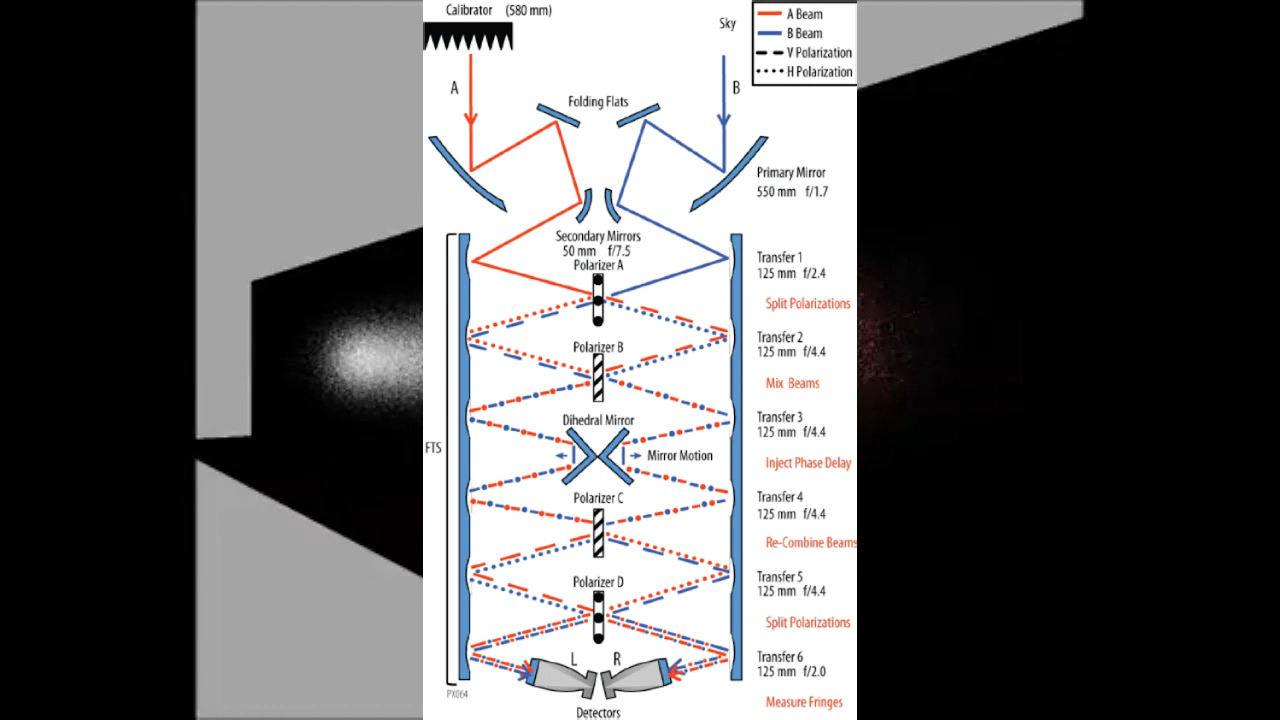 Calibrator (580 mm)
Sky
A Beam
B Beam
V Polarization
H Polarization
A
B
Folding Flats
Primary Mirror
550 mm f/1.7
Secondary Mirrors
50 mm f/7.5
Polarizer A
Transfer 1
125 mm f/2.4
Split Polarizations
Transfer 2
125 mm f/4.4
Polarizer B
Mix Beams
Dihedral Mirror
Transfer 3
125 mm f/4.4
FTS
Mirror Motion
Inject Phase Delay
Polarizer C
Transfer 4
125 mm f/4.4
Re-Combine Beams
Polarizer D
Transfer 5
125 mm f/4.4
Split Polarizations
L
R
Transfer 6
125 mm f/2.0
PX064
Detectors
Measure Fringes